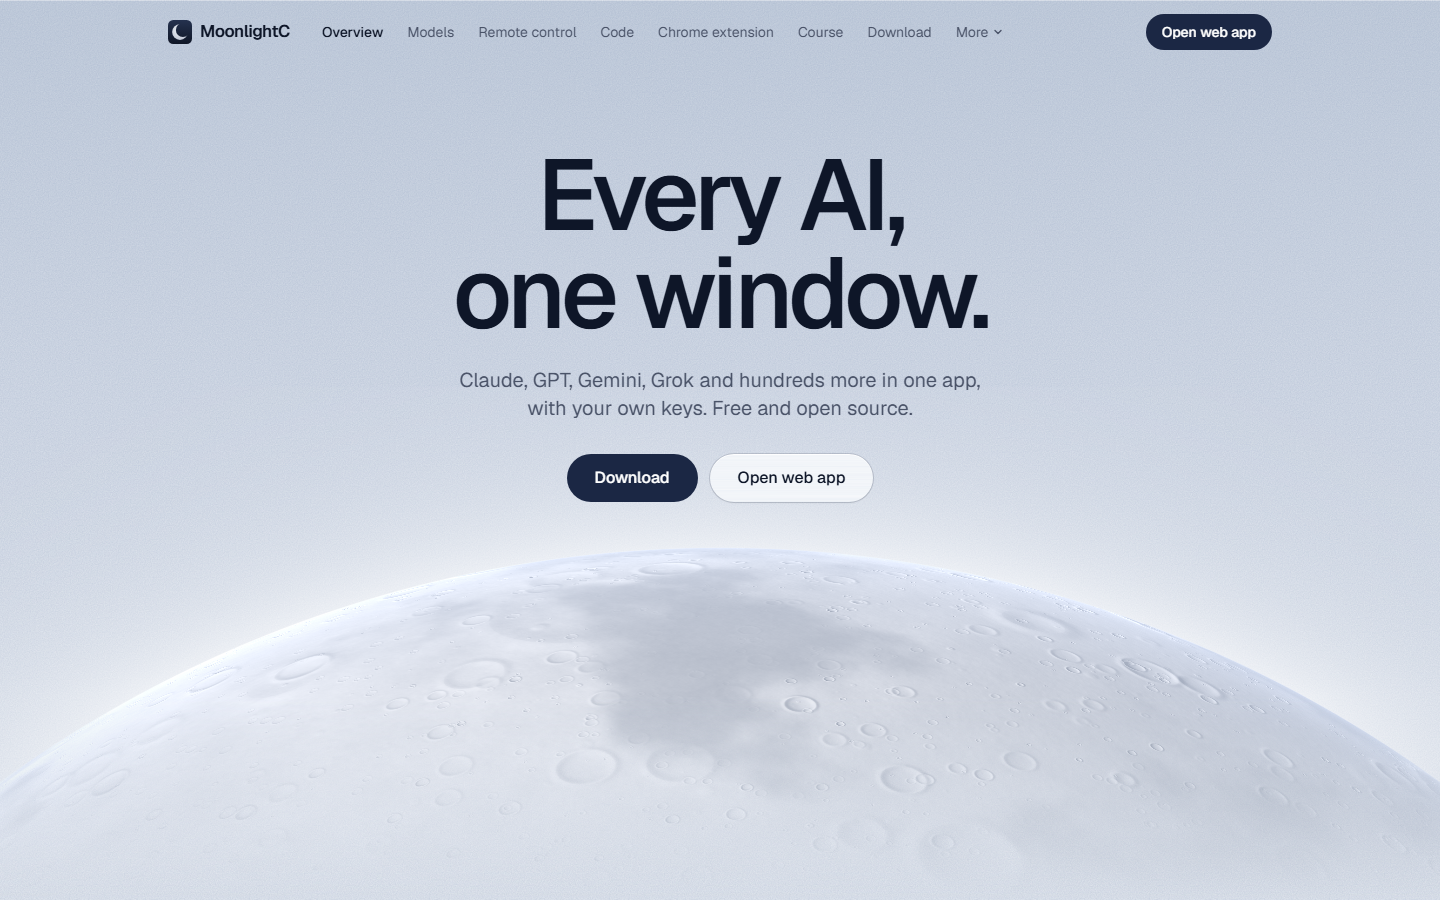 MoonlightC
Overview
Models
Remote control
Code
Chrome extension
Course
Download
More
Open web app
Every AI,
one window.
Claude, GPT, Gemini, Grok and hundreds more in one app,
with your own keys. Free and open source.
Download
Open web app